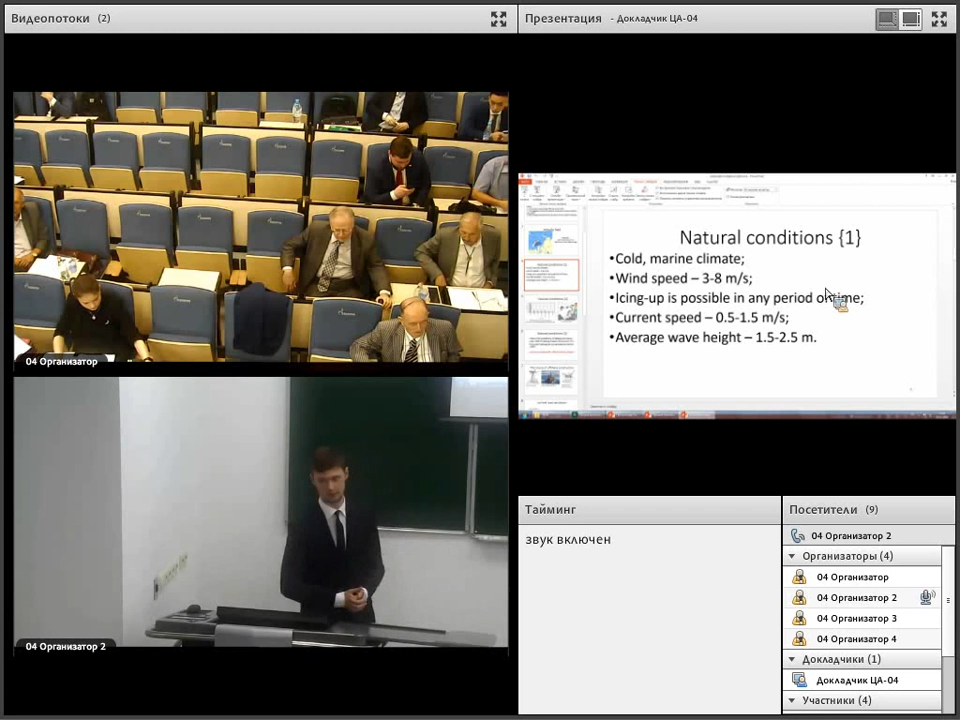 Видеопотоки (2)
Презентация - Докладчик ЦА-04
04 Организатор
04 Организатор 2
Natural conditions {1}
•Cold, marine climate;
•Wind speed – 3-8 m/s;
•Icing-up is possible in any period of time;
•Current speed – 0.5-1.5 m/s;
•Average wave height – 1.5-2.5 m.
Тайминг
звук включен
Посетители (9)
04 Организатор 2
Организаторы (4)
04 Организатор
04 Организатор 2
04 Организатор 3
04 Организатор 4
Докладчики (1)
Докладчик ЦА-04
Участники (4)